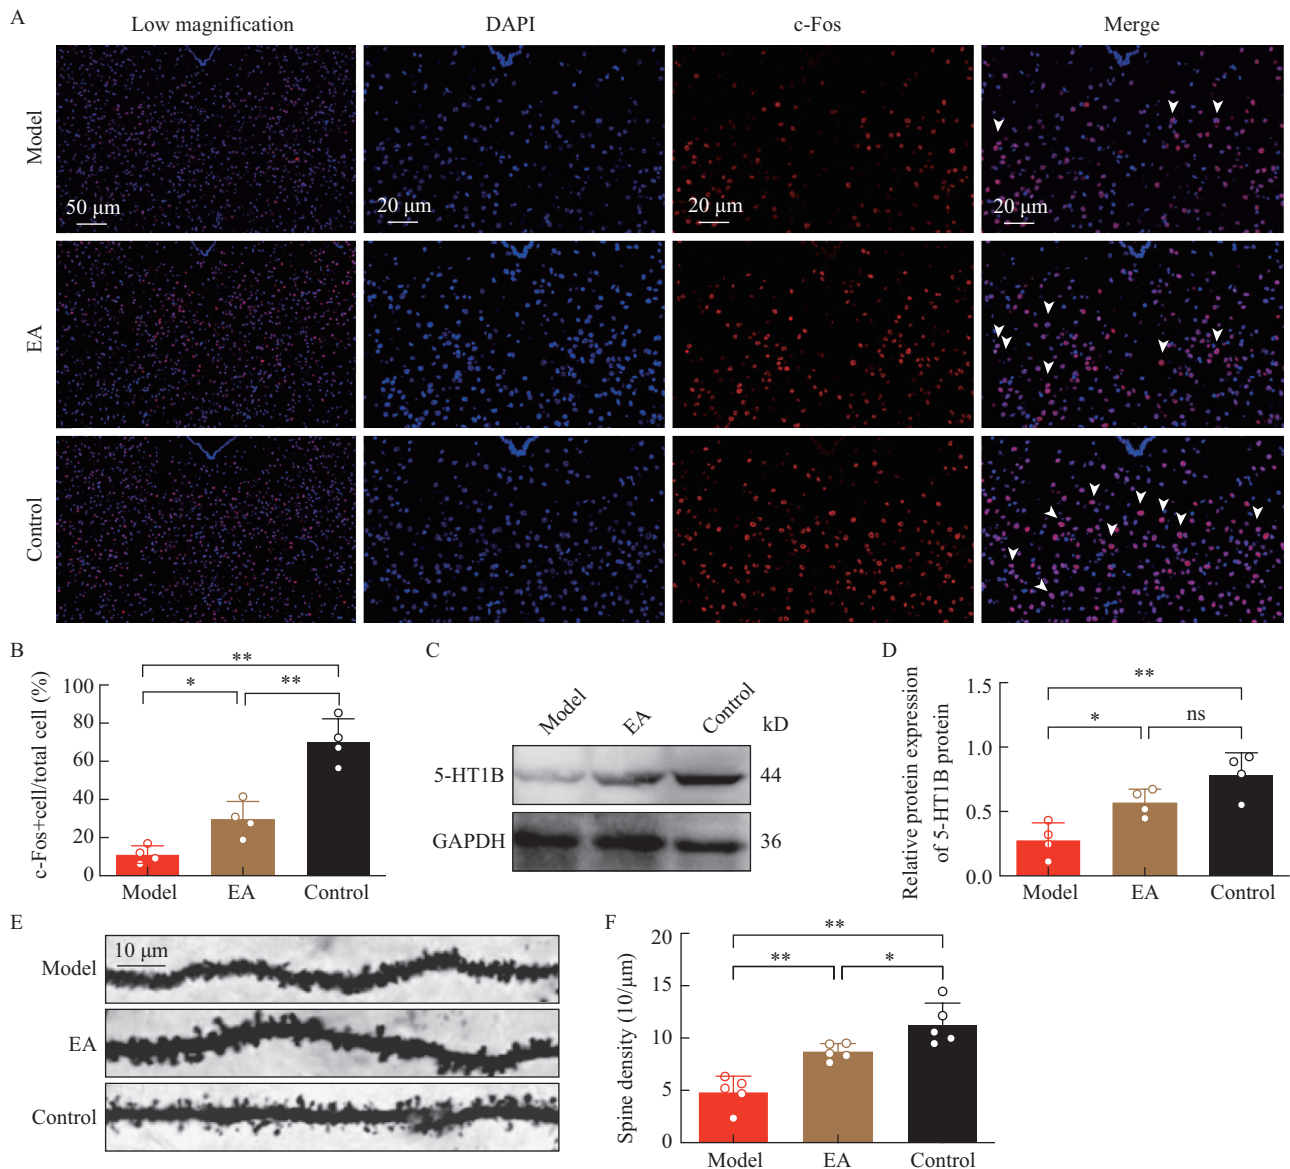 A
Low magnification
DAPI
c-Fos
Merge
Model
50 μm
20 μm
20 μm
20 μm
EA
Control
B
** 
* **
c-Fos+cell/total cell (%)
100
80
60
40
20
0
Model EA Control
C
Model EA Control kD
5-HT1B 44
GAPDH 36
D
**
* ns
Relative protein expression
of 5-HT1B protein
1.5
1.0
0.5
0.0
Model EA Control
E
10 μm
Model
EA
Control
F
**
** *
Spine density (10/μm)
20
15
10
5
0
Model EA Control